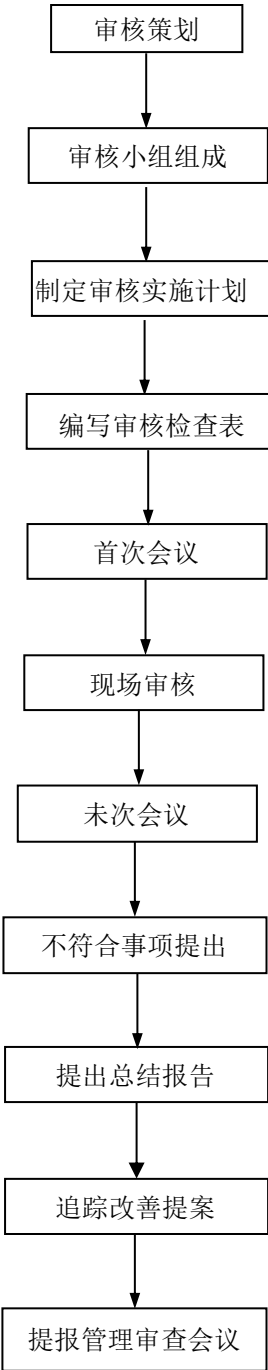 审核策划
审核小组组成
制定审核实施计划
编写审核检查表
首次会议
现场审核
未次会议
不符合事项提出
提出总结报告
追踪改善提案
提报管理审查会议